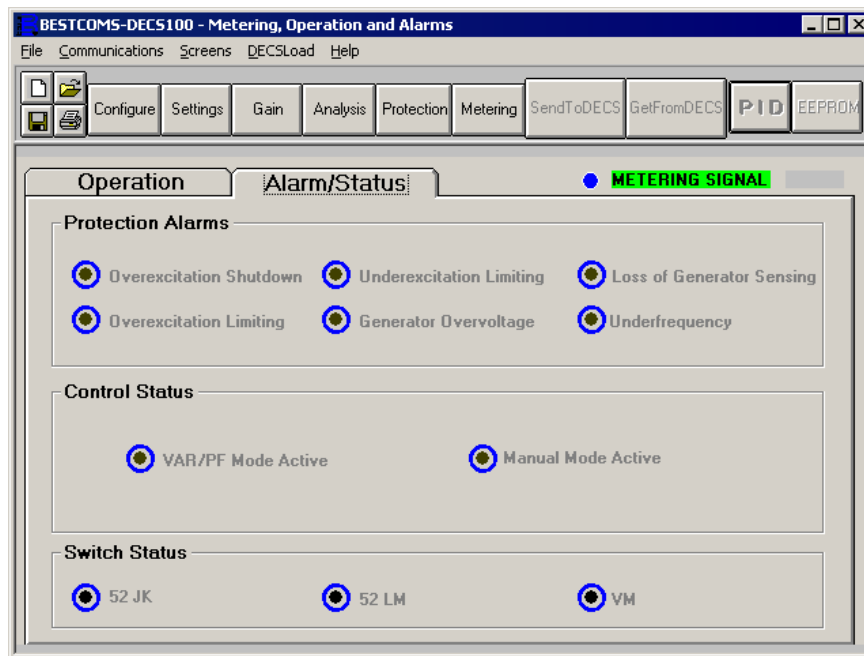 BESTCOMS-DECS100 - Metering, Operation and Alarms
File Communications Screens DECSLoad Help
Configure Settings Gain Analysis Protection Metering SendToDECS GetFromDECS PID EEPROM
Operation Alarm/Status METERING SIGNAL
Protection Alarms
Overexcitation Shutdown Underexcitation Limiting Loss of Generator Sensing
Overexcitation Limiting Generator Overvoltage Underfrequency
Control Status
VAR/PF Mode Active Manual Mode Active
Switch Status
52 JK 52 LM VM